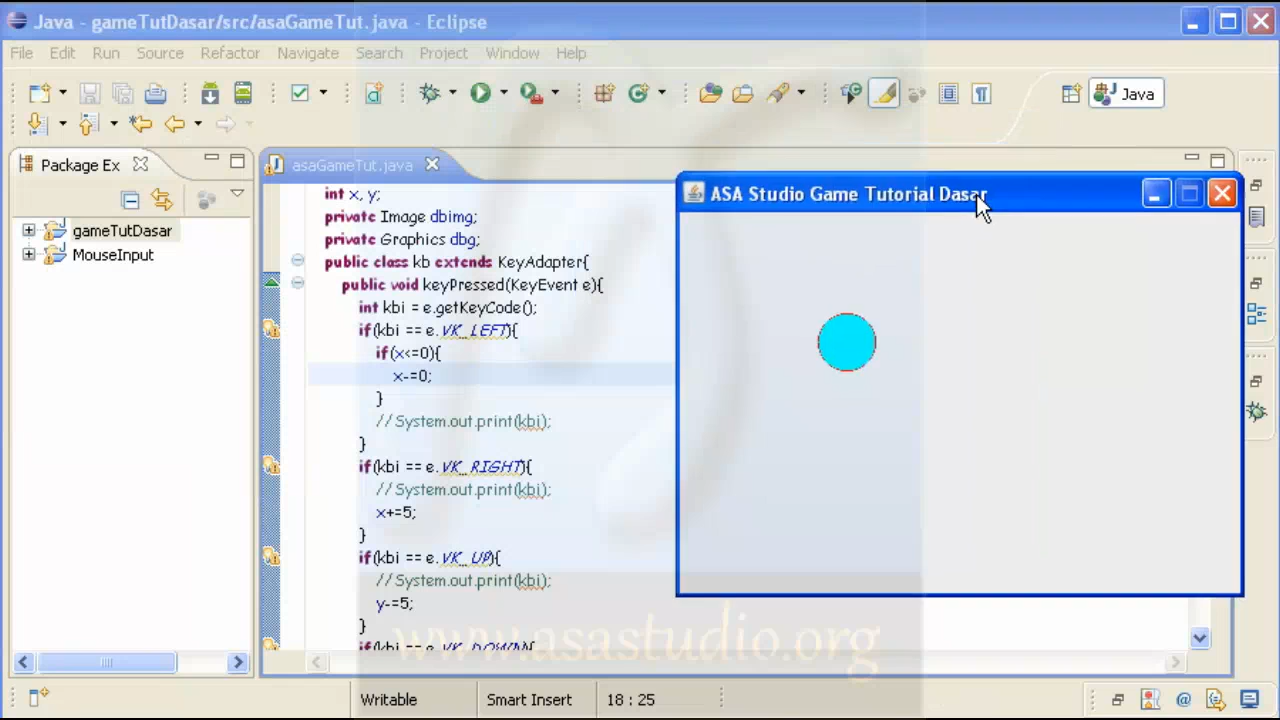 Java - gameTutDasar/src/asaGameTut.java - Eclipse
File Edit Run Source Refactor Navigate Search Project Window Help
Java
Package Ex
asaGameTut.java
gameTutDasar
MouseInput
int x, y;
private Image dbimg;
private Graphics dbg;
public class kb extends KeyAdapter{
public void keyPressed(KeyEvent e){
int kbi = e.getKeyCode();
if(kbi == e.VK_LEFT){
if(x<=0){
x-=0;
}
//System.out.print(kbi);
}
if(kbi == e.VK_RIGHT){
//System.out.print(kbi);
x+=5;
}
if(kbi == e.VK_UP){
//System.out.print(kbi);
y-=5;
}
if(kbi == e.VK_DOWN){
ASA Studio Game Tutorial Dasar
www.asastudio.org
Writable Smart Insert 18 : 25